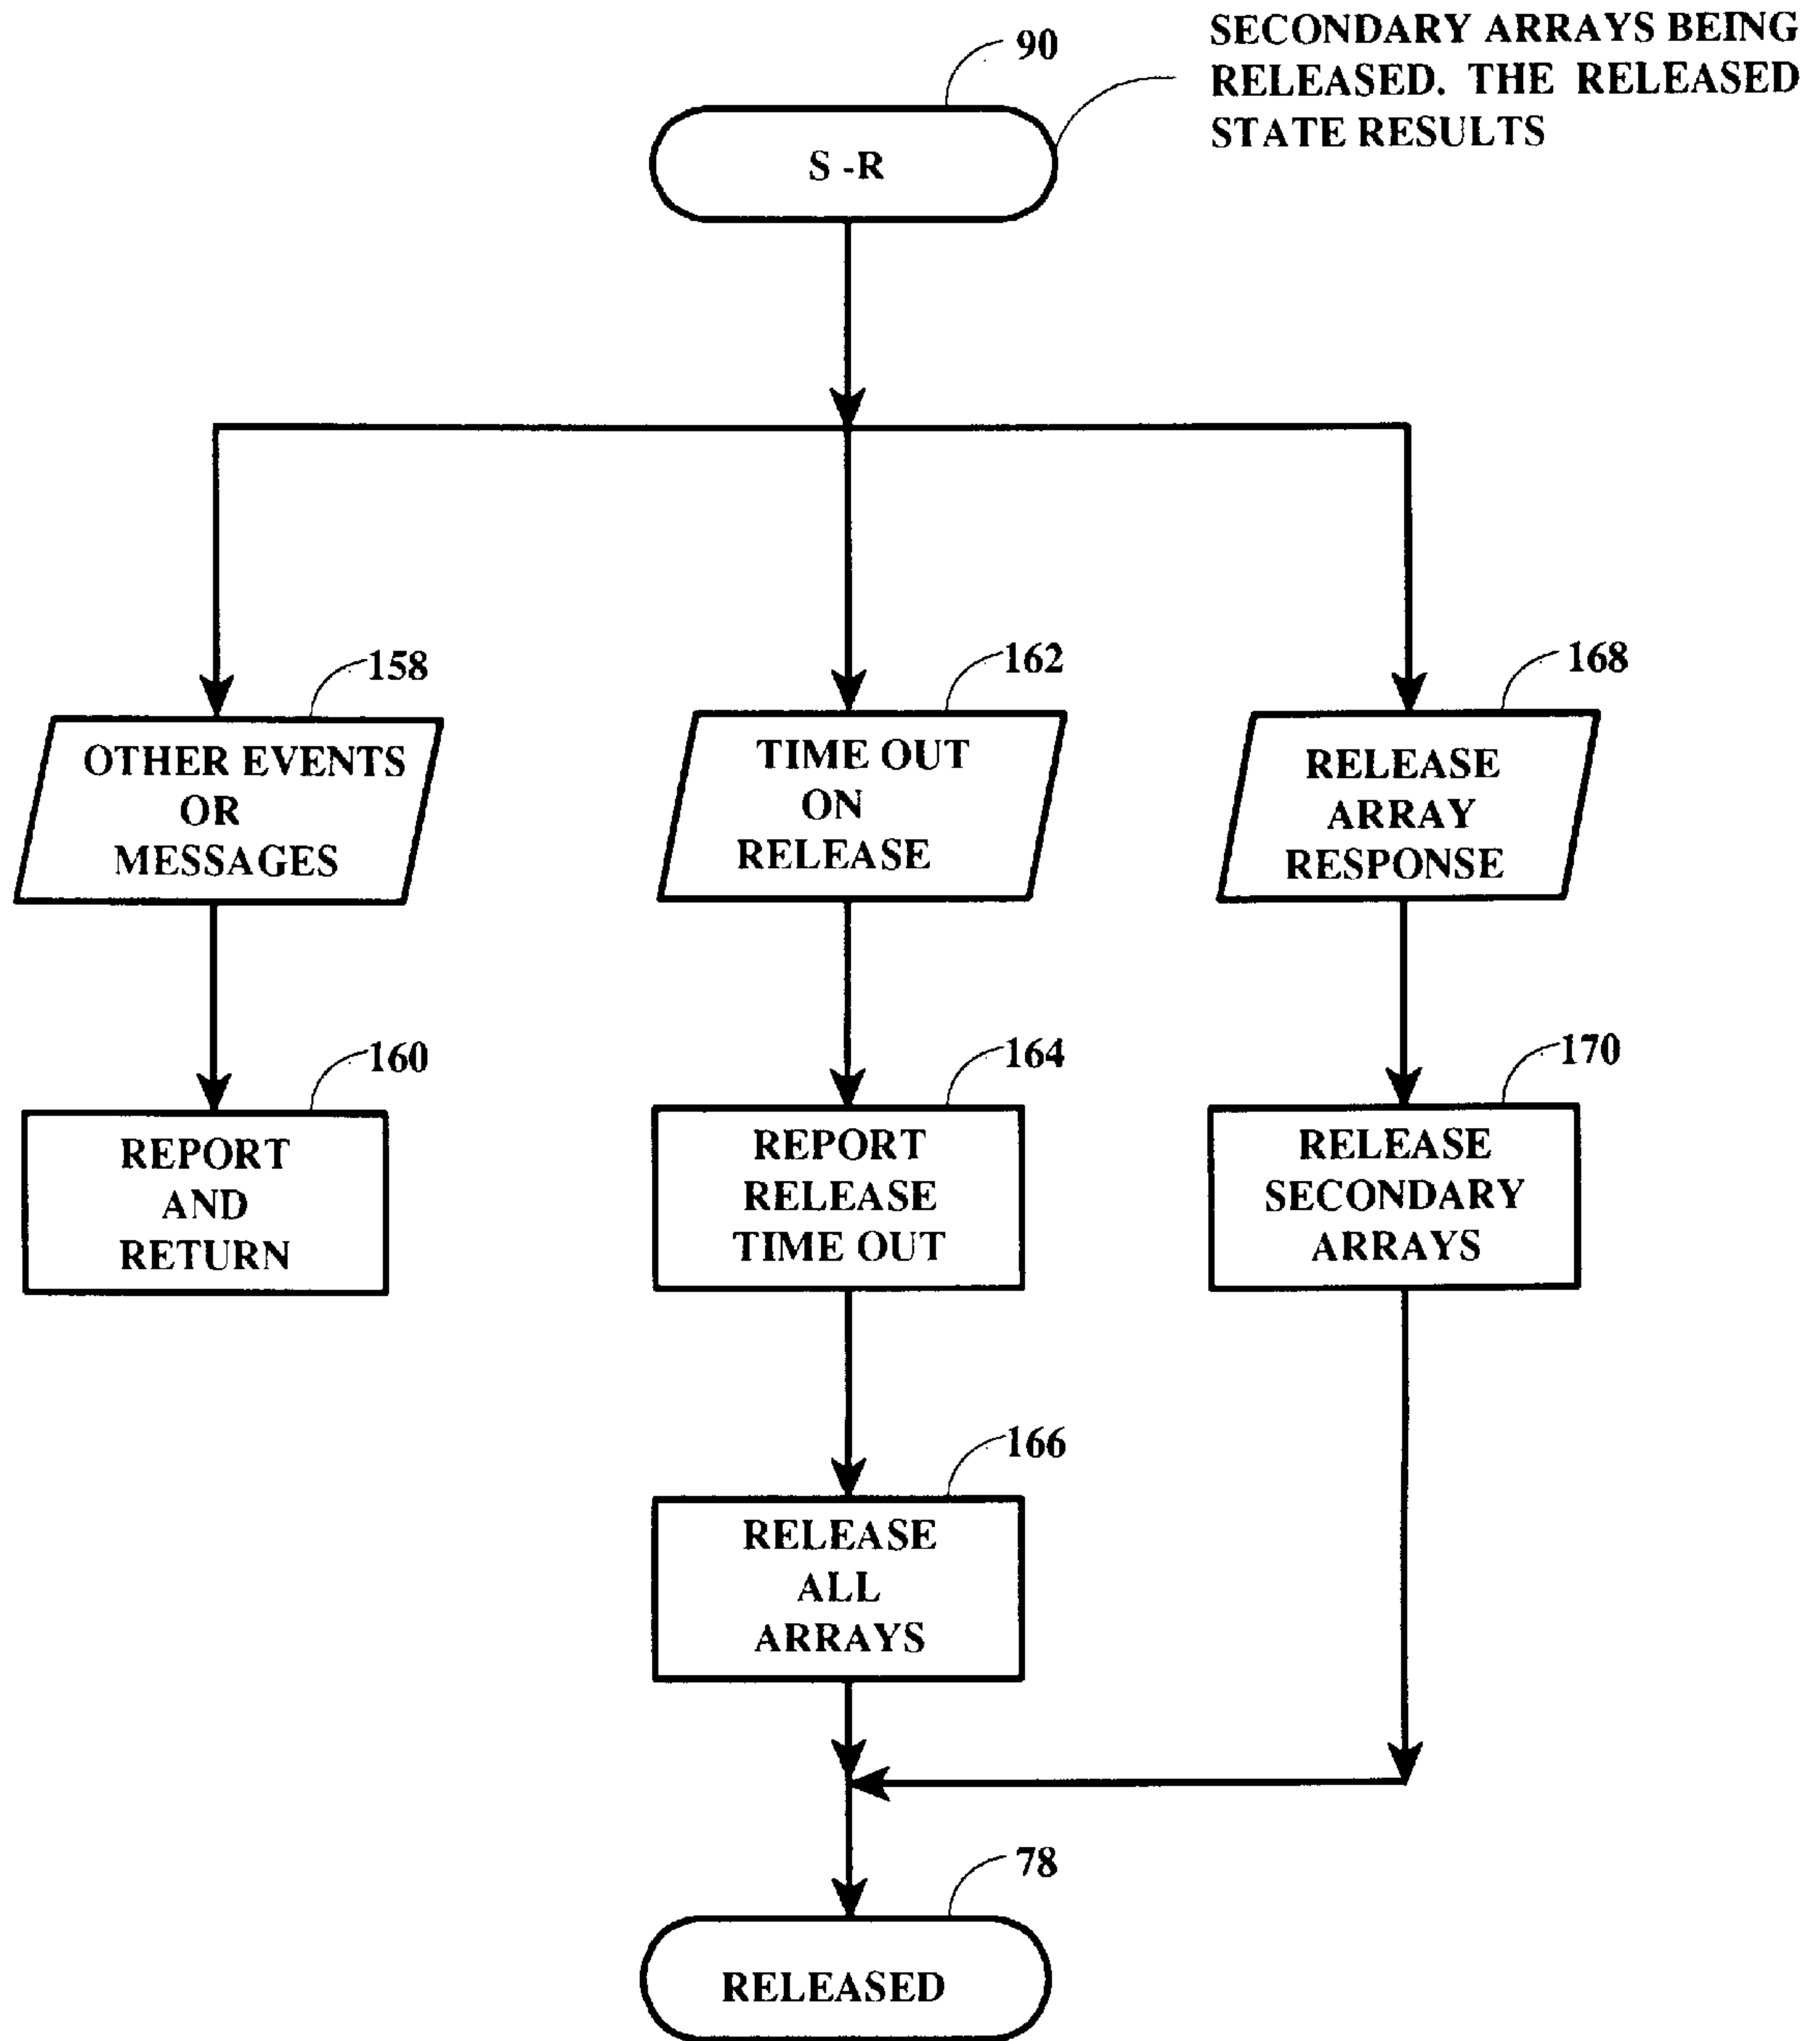 90
SECONDARY ARRAYS BEING
RELEASED. THE RELEASED
STATE RESULTS
S -R
158
OTHER EVENTS
OR
MESSAGES
162
TIME OUT
ON
RELEASE
168
RELEASE
ARRAY
RESPONSE
160
REPORT
AND
RETURN
164
REPORT
RELEASE
TIME OUT
170
RELEASE
SECONDARY
ARRAYS
166
RELEASE
ALL
ARRAYS
78
RELEASED